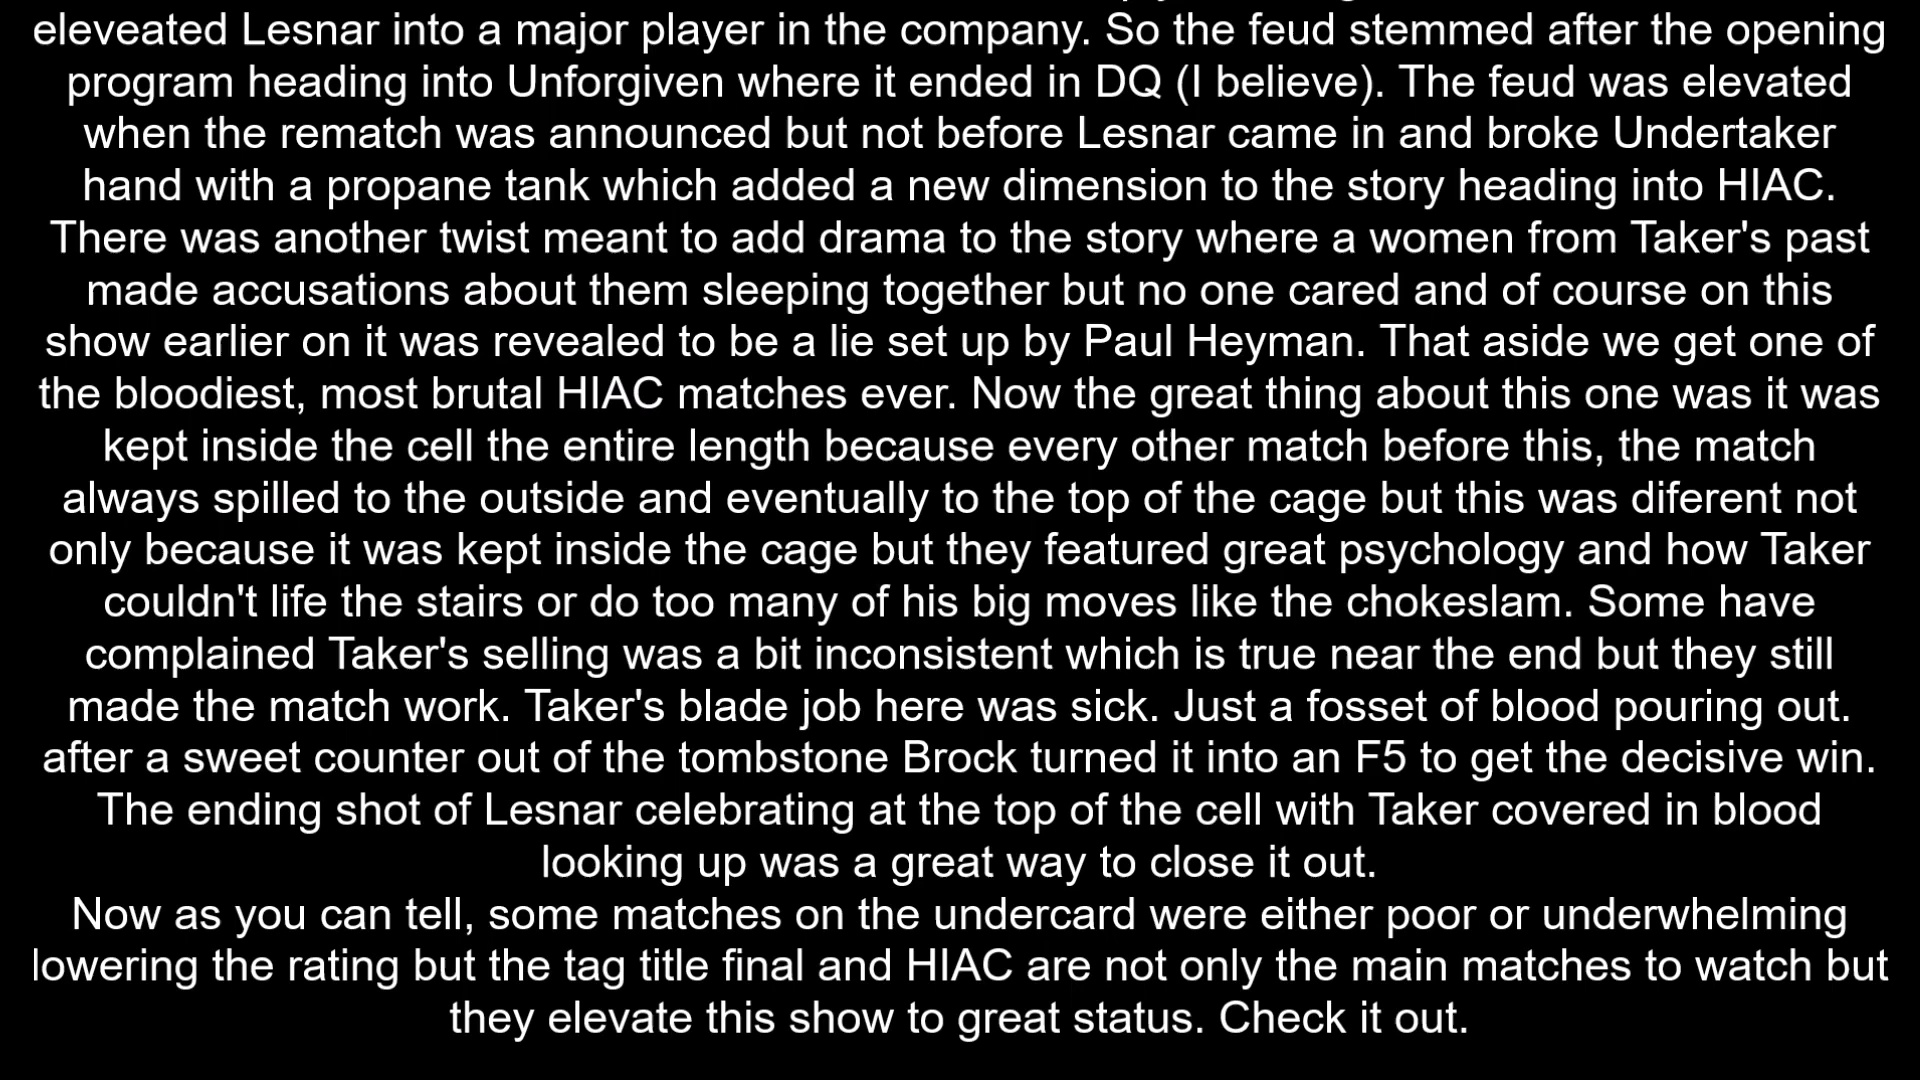 eleveated Lesnar into a major player in the company. So the feud stemmed after the opening
program heading into Unforgiven where it ended in DQ (I believe). The feud was elevated
when the rematch was announced but not before Lesnar came in and broke Undertaker
hand with a propane tank which added a new dimension to the story heading into HIAC.
There was another twist meant to add drama to the story where a women from Taker's past
made accusations about them sleeping together but no one cared and of course on this
show earlier on it was revealed to be a lie set up by Paul Heyman. That aside we get one of
the bloodiest, most brutal HIAC matches ever. Now the great thing about this one was it was
kept inside the cell the entire length because every other match before this, the match
always spilled to the outside and eventually to the top of the cage but this was diferent not
only because it was kept inside the cage but they featured great psychology and how Taker
couldn't life the stairs or do too many of his big moves like the chokeslam. Some have
complained Taker's selling was a bit inconsistent which is true near the end but they still
made the match work. Taker's blade job here was sick. Just a fosset of blood pouring out.
after a sweet counter out of the tombstone Brock turned it into an F5 to get the decisive win.
The ending shot of Lesnar celebrating at the top of the cell with Taker covered in blood
looking up was a great way to close it out.
Now as you can tell, some matches on the undercard were either poor or underwhelming
lowering the rating but the tag title final and HIAC are not only the main matches to watch but
they elevate this show to great status. Check it out.